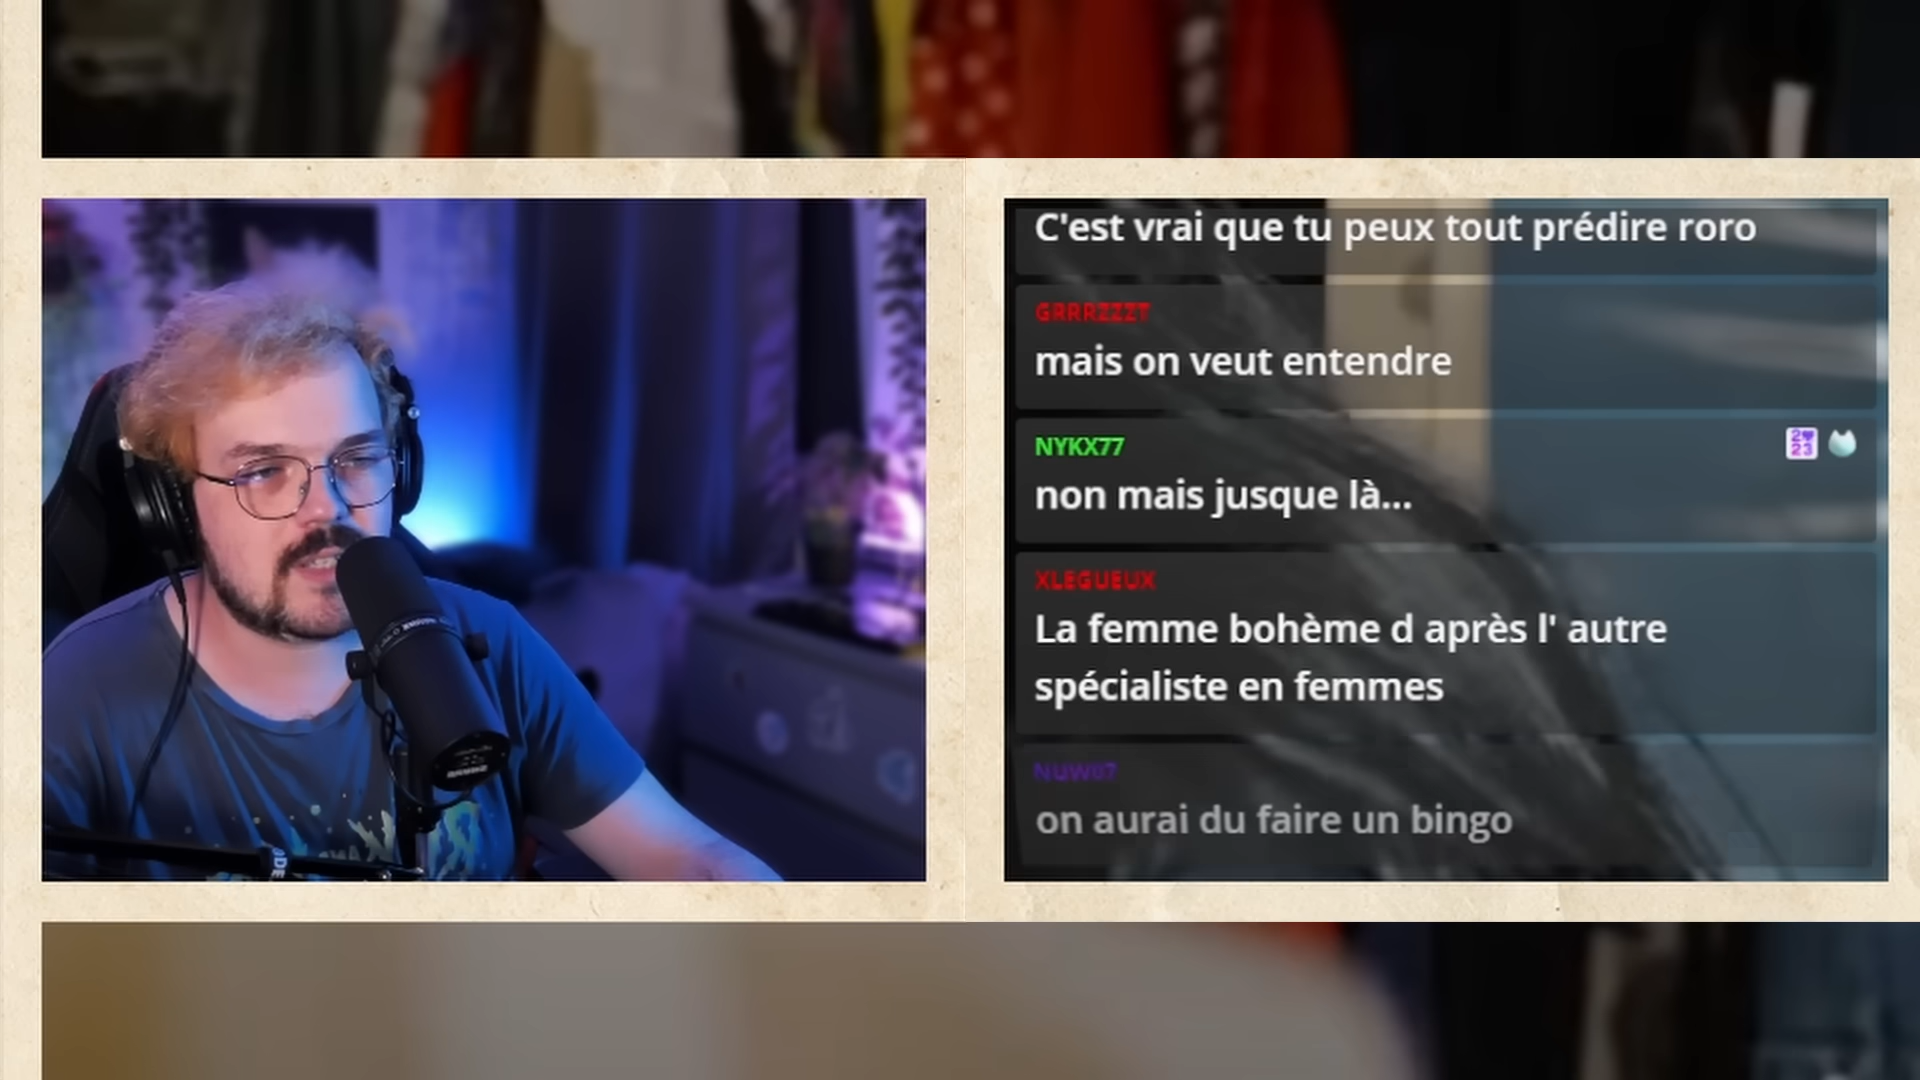 C'est vrai que tu peux tout prédire roro
GRRRZZZT
mais on veut entendre
NYKX77
non mais jusque là...
XLEGUEUX
La femme bohème d après l' autre
spécialiste en femmes
NUW07
on aurai du faire un bingo